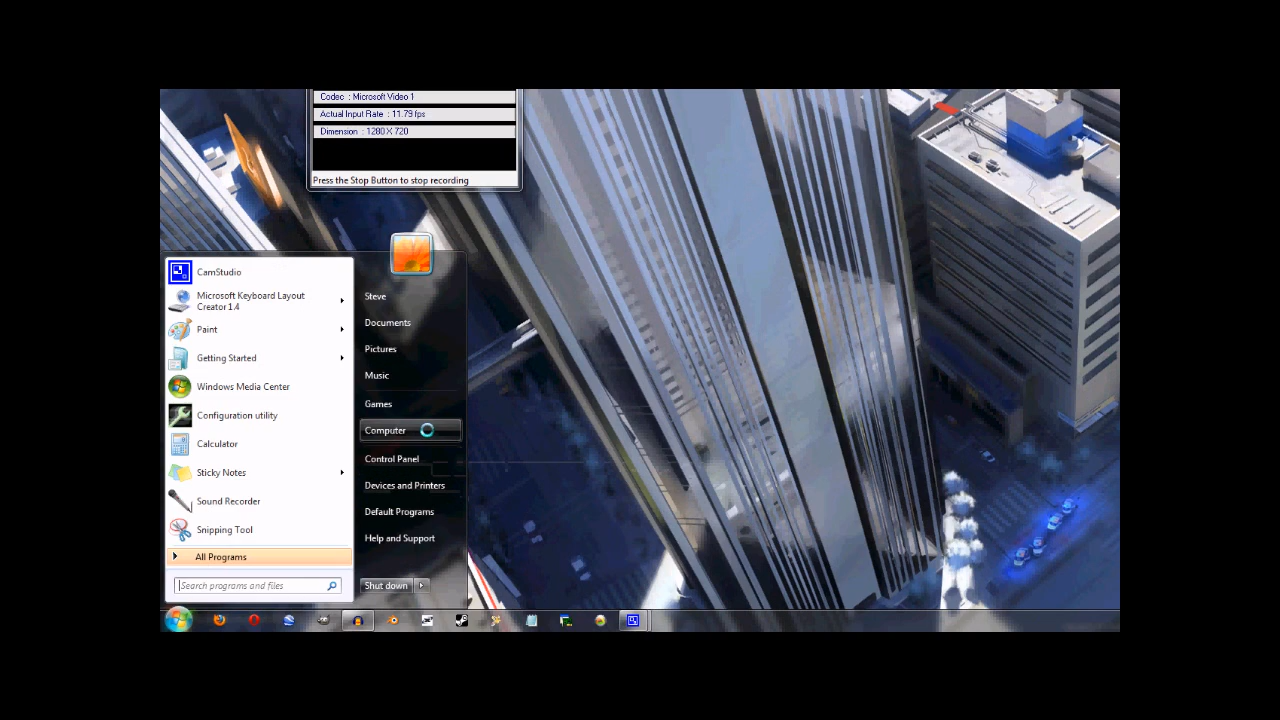 Codec : Microsoft Video 1
Actual Input Rate : 11.79 fps
Dimension : 1280 X 720
Press the Stop Button to stop recording
CamStudio
Microsoft Keyboard Layout
Creator 1.4
Paint
Getting Started
Windows Media Center
Configuration utility
Calculator
Sticky Notes
Sound Recorder
Snipping Tool
All Programs
Search programs and files
Steve
Documents
Pictures
Music
Games
Computer
Control Panel
Devices and Printers
Default Programs
Help and Support
Shut down